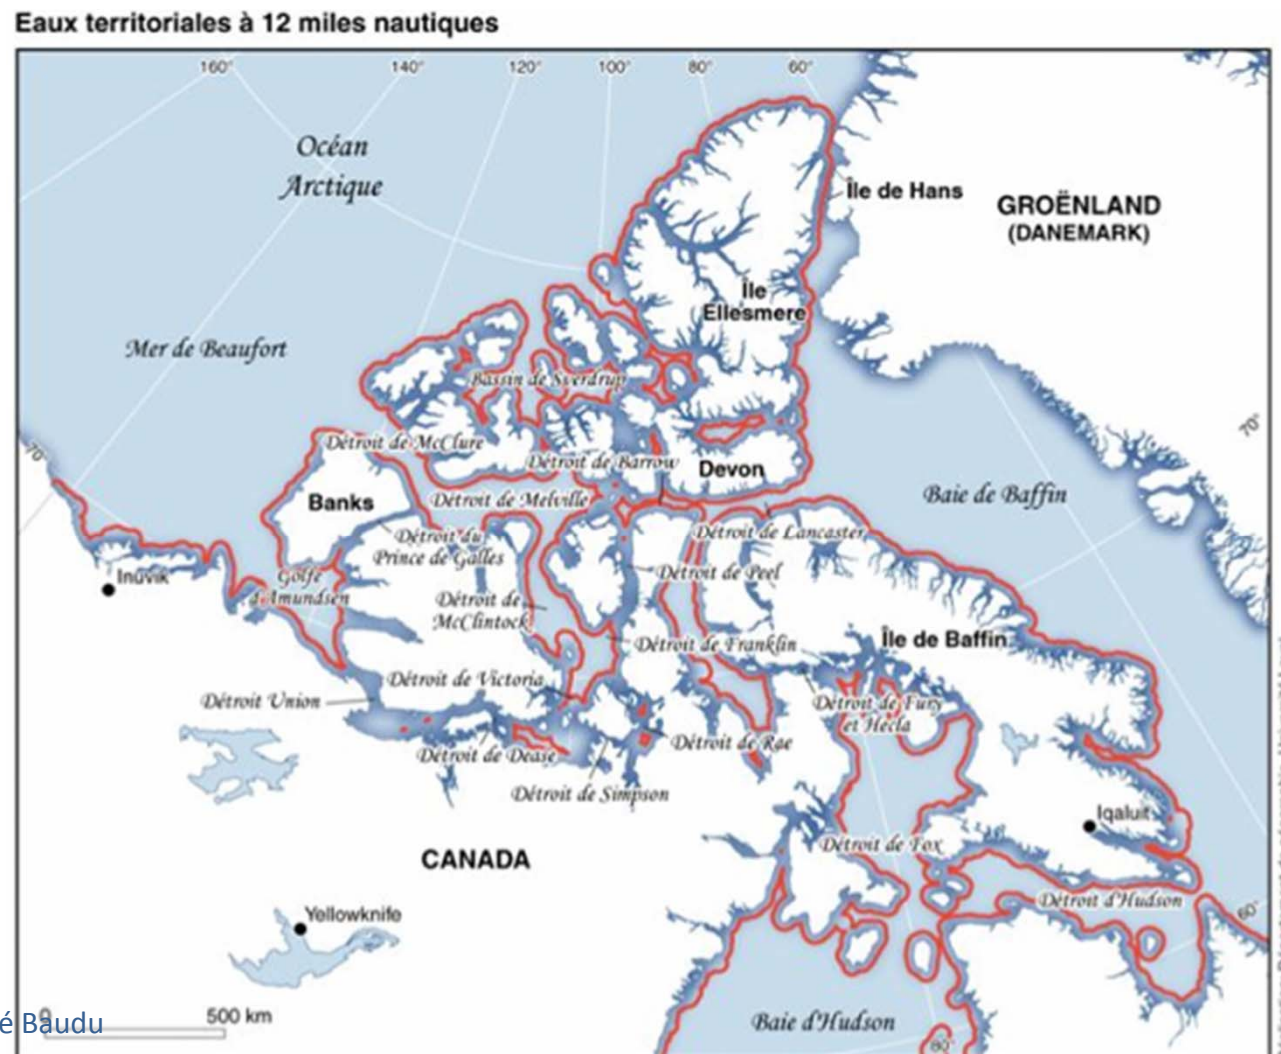 Eaux territoriales à 12 miles nautiques
160° 140° 120° 100° 80° 60°
Océan
Arctique
Île de Hans
GROËNLAND
(DANEMARK)
Île
Ellesmere
Mer de Beaufort
Bassin de Sverdrup
70°
70°
Détroit de McClure
Détroit de Barrow
Devon
Baie de Baffin
Banks
Détroit de Melville
Détroit du
Prince de Galles
Détroit de Lancaster
Inuvik
Golfe
d'Amundsen
Détroit de Peel
Détroit de
McClintock
Détroit de Franklin
Île de Baffin
Détroit de Victoria
Détroit Union
Détroit de Fury
et Hecla
Détroit de Dease
Détroit de Rae
Détroit de Simpson
Iqaluit
Détroit de Fox
CANADA
Détroit d'Hudson
Yellowknife
60°
0 500 km
é Baudu
Baie d'Hudson
80°